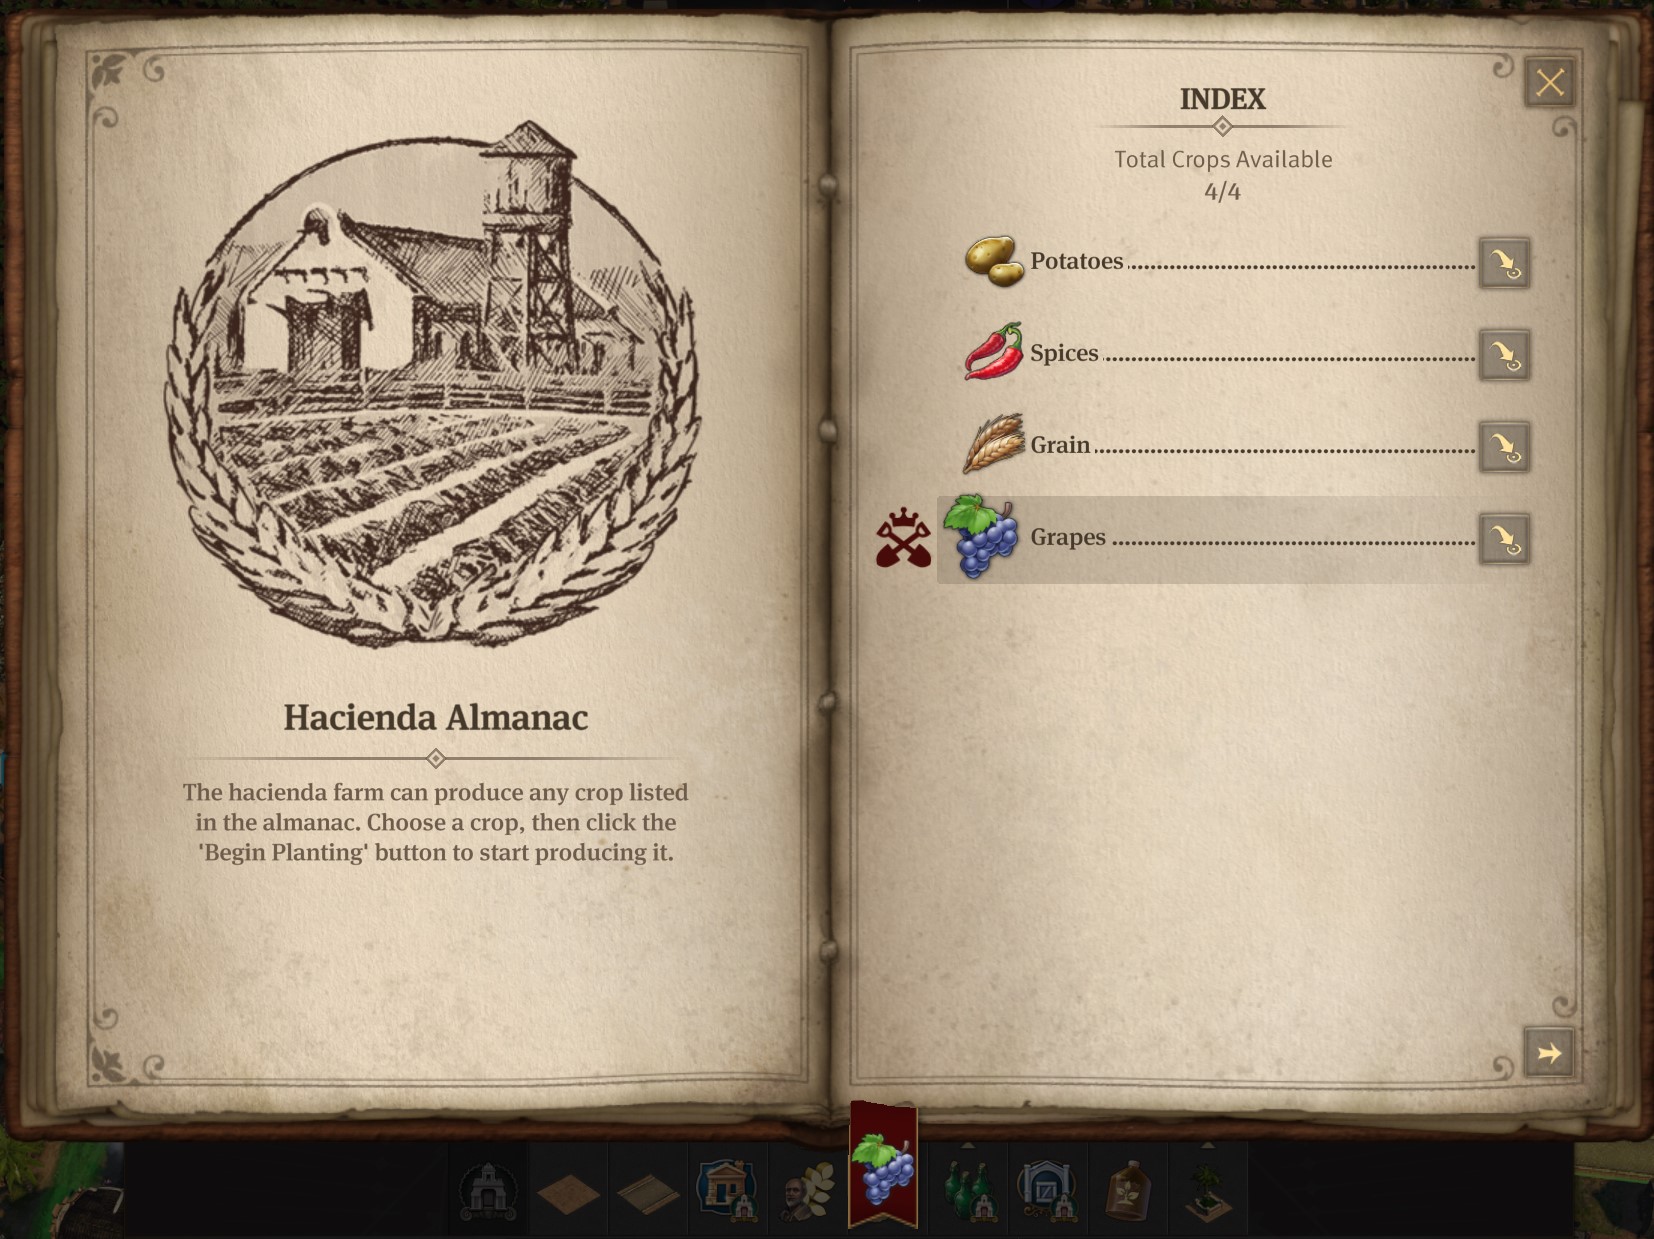 INDEX
Total Crops Available
4/4
Potatoes
Spices
Grain
Grapes
Hacienda Almanac
The hacienda farm can produce any crop listed
in the almanac. Choose a crop, then click the
'Begin Planting' button to start producing it.